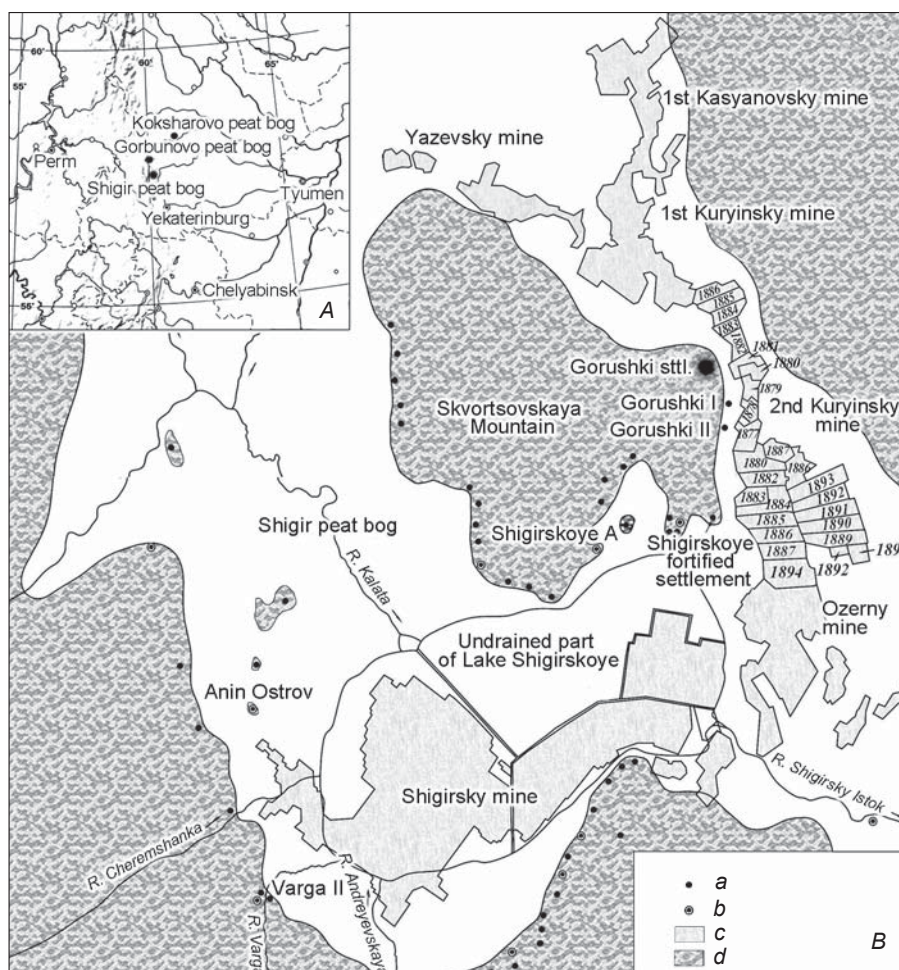 60°
60°
65°
55°
55°
Koksharovo peat bog
Gorbunovo peat bog
Perm
Shigir peat bog
Tyumen
Yekaterinburg
Chelyabinsk
A
1st Kasyanovsky mine
Yazevsky mine
1st Kuryinsky mine
1886
1885
1884
1883
1882
1881
1880
1879
1878
1877
Gorushki sttl.
Gorushki I
Gorushki II
2nd Kuryinsky
mine
Skvortsovskaya
Mountain
1887
1880
1886
1882
1893
1883
1892
1884
1891
1885
1890
1886
1889
1887
1892
1894
Shigir peat bog
Shigirskoye A
Shigirskoye
fortified
settlement
R. Kalata
Ozerny
mine
Undrained part
of Lake Shigirskoye
Anin Ostrov
Shigirsky mine
R. Shigirsky Istok
R. Cheremshanka
Varga II
R. Andreyevskaya
R. Varga
a
b
c
d
B